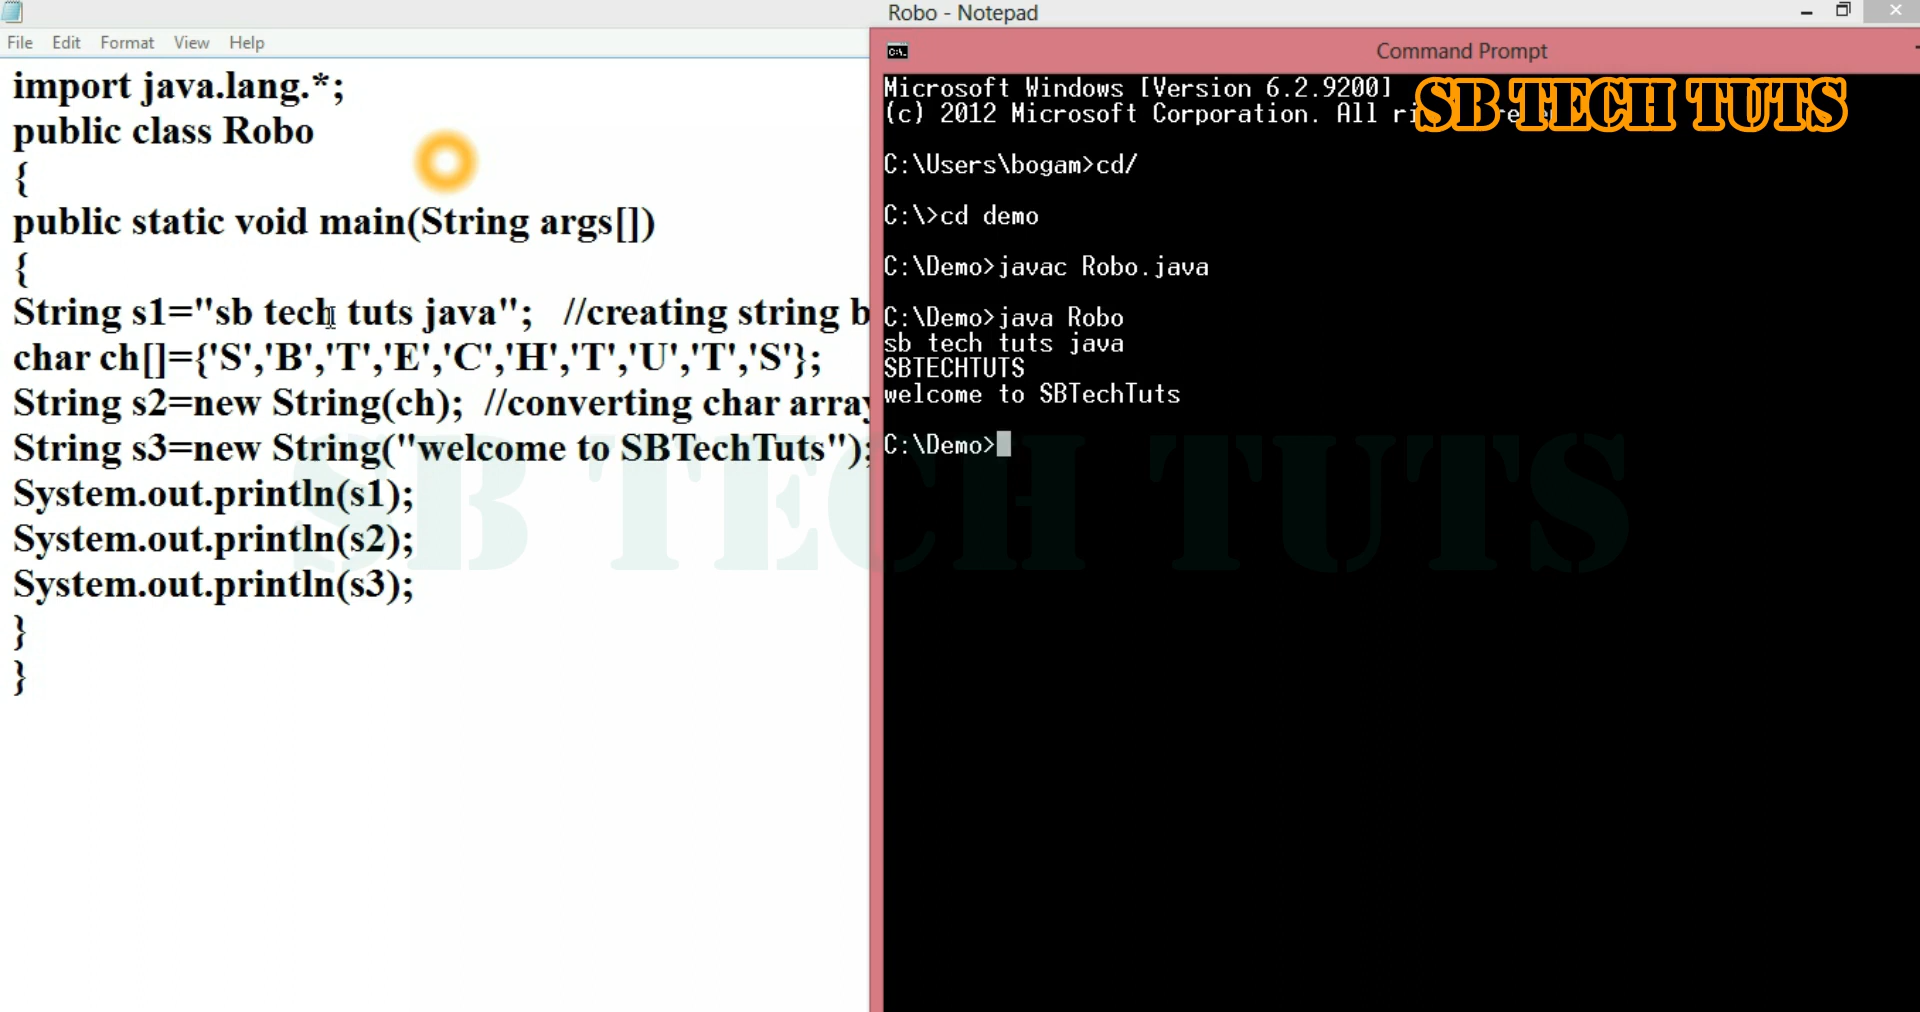 Robo - Notepad
File Edit Format View Help
import java.lang.*;
public class Robo
{
public static void main(String args[])
{
String s1="sb tech tuts java"; //creating string b
char ch[]={'S','B','T','E','C','H','T','U','T','S'};
String s2=new String(ch); //converting char array
String s3=new String("welcome to SBTechTuts");
System.out.println(s1);
System.out.println(s2);
System.out.println(s3);
}
}
Command Prompt
SB TECH TUTS
Microsoft Windows [Version 6.2.9200]
(c) 2012 Microsoft Corporation. All
C:\Users\bogam>cd/
C:\>cd demo
C:\Demo>javac Robo.java
C:\Demo>java Robo
sb tech tuts java
SBTECHTUTS
welcome to SBTechTuts
C:\Demo>
SB TECH TUTS